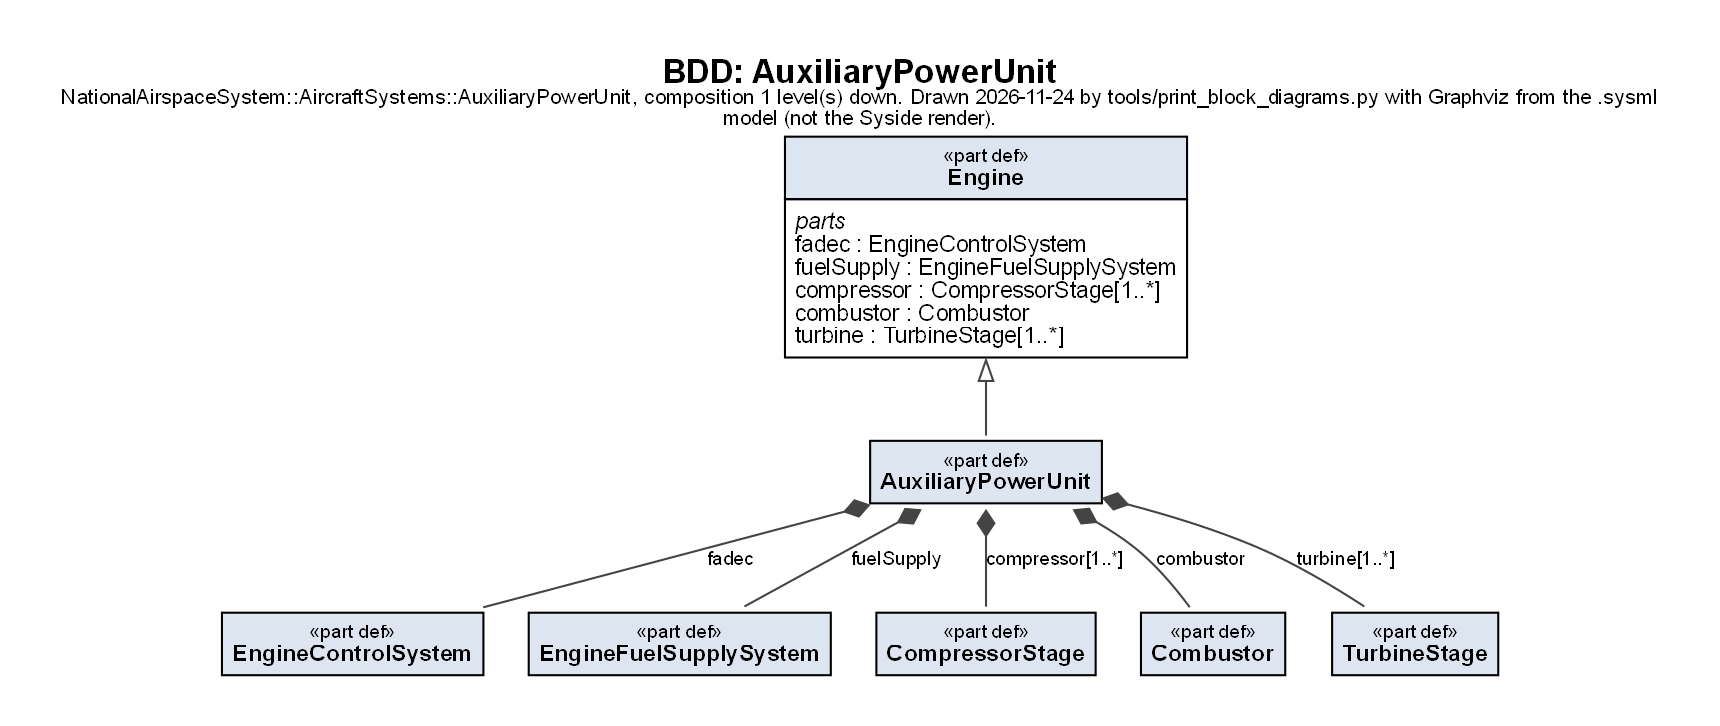 BDD: AuxiliaryPowerUnit
NationalAirspaceSystem::AircraftSystems::AuxiliaryPowerUnit, composition 1 level(s) down. Drawn 2026-11-24 by tools/print_block_diagrams.py with Graphviz from the .sysml
model (not the Syside render).
«part def»
Engine
parts
fadec : EngineControlSystem
fuelSupply : EngineFuelSupplySystem
compressor : CompressorStage[1..*]
combustor : Combustor
turbine : TurbineStage[1..*]
«part def»
AuxiliaryPowerUnit
fadec
fuelSupply
compressor[1..*]
combustor
turbine[1..*]
«part def»
EngineControlSystem
«part def»
EngineFuelSupplySystem
«part def»
CompressorStage
«part def»
Combustor
«part def»
TurbineStage